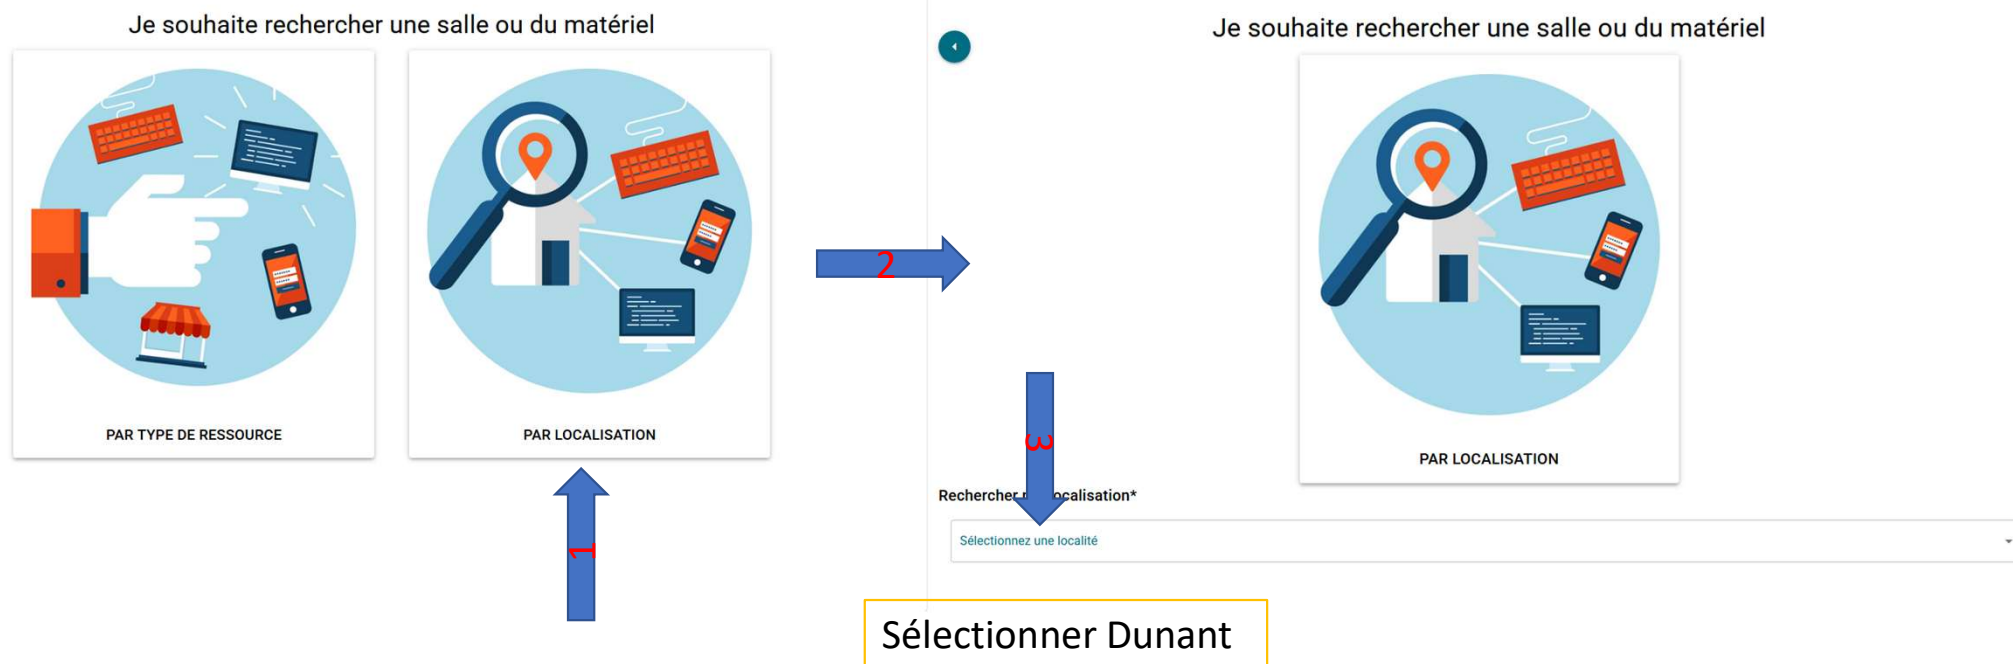 Je souhaite rechercher une salle ou du matériel
PAR TYPE DE RESSOURCE
PAR LOCALISATION
1
2
Je souhaite rechercher une salle ou du matériel
PAR LOCALISATION
3
Rechercher localisation*
Sélectionnez une localité
Sélectionner Dunant